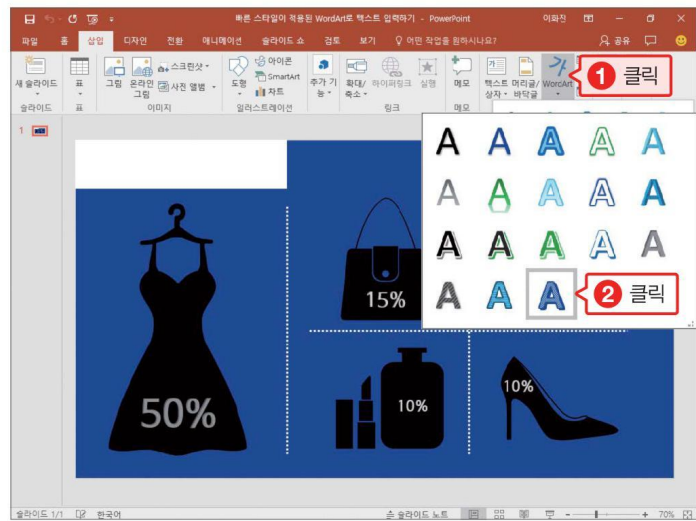 빠른 스타일이 적용된 WordArt로 텍스트 입력하기 - PowerPoint
이화진
파일 홈 삽입 디자인 전환 애니메이션 슬라이드 쇼 검토 보기 어떤 작업을 원하시나요? 공유
새 슬라이드
표
그림
온라인 그림
스크린샷
사진 앨범
도형
아이콘
SmartArt
차트
추가 기능
확대/축소
하이퍼링크
실행
메모
텍스트 상자
머리글/바닥글
WordArt
1 클릭
슬라이드 표 이미지 일러스트레이션 링크 메모
1
A A A A A
A A A A A
A A A A A
A A A
2 클릭
15%
50%
10%
10%
슬라이드 1/1 한국어 슬라이드 노트 70%